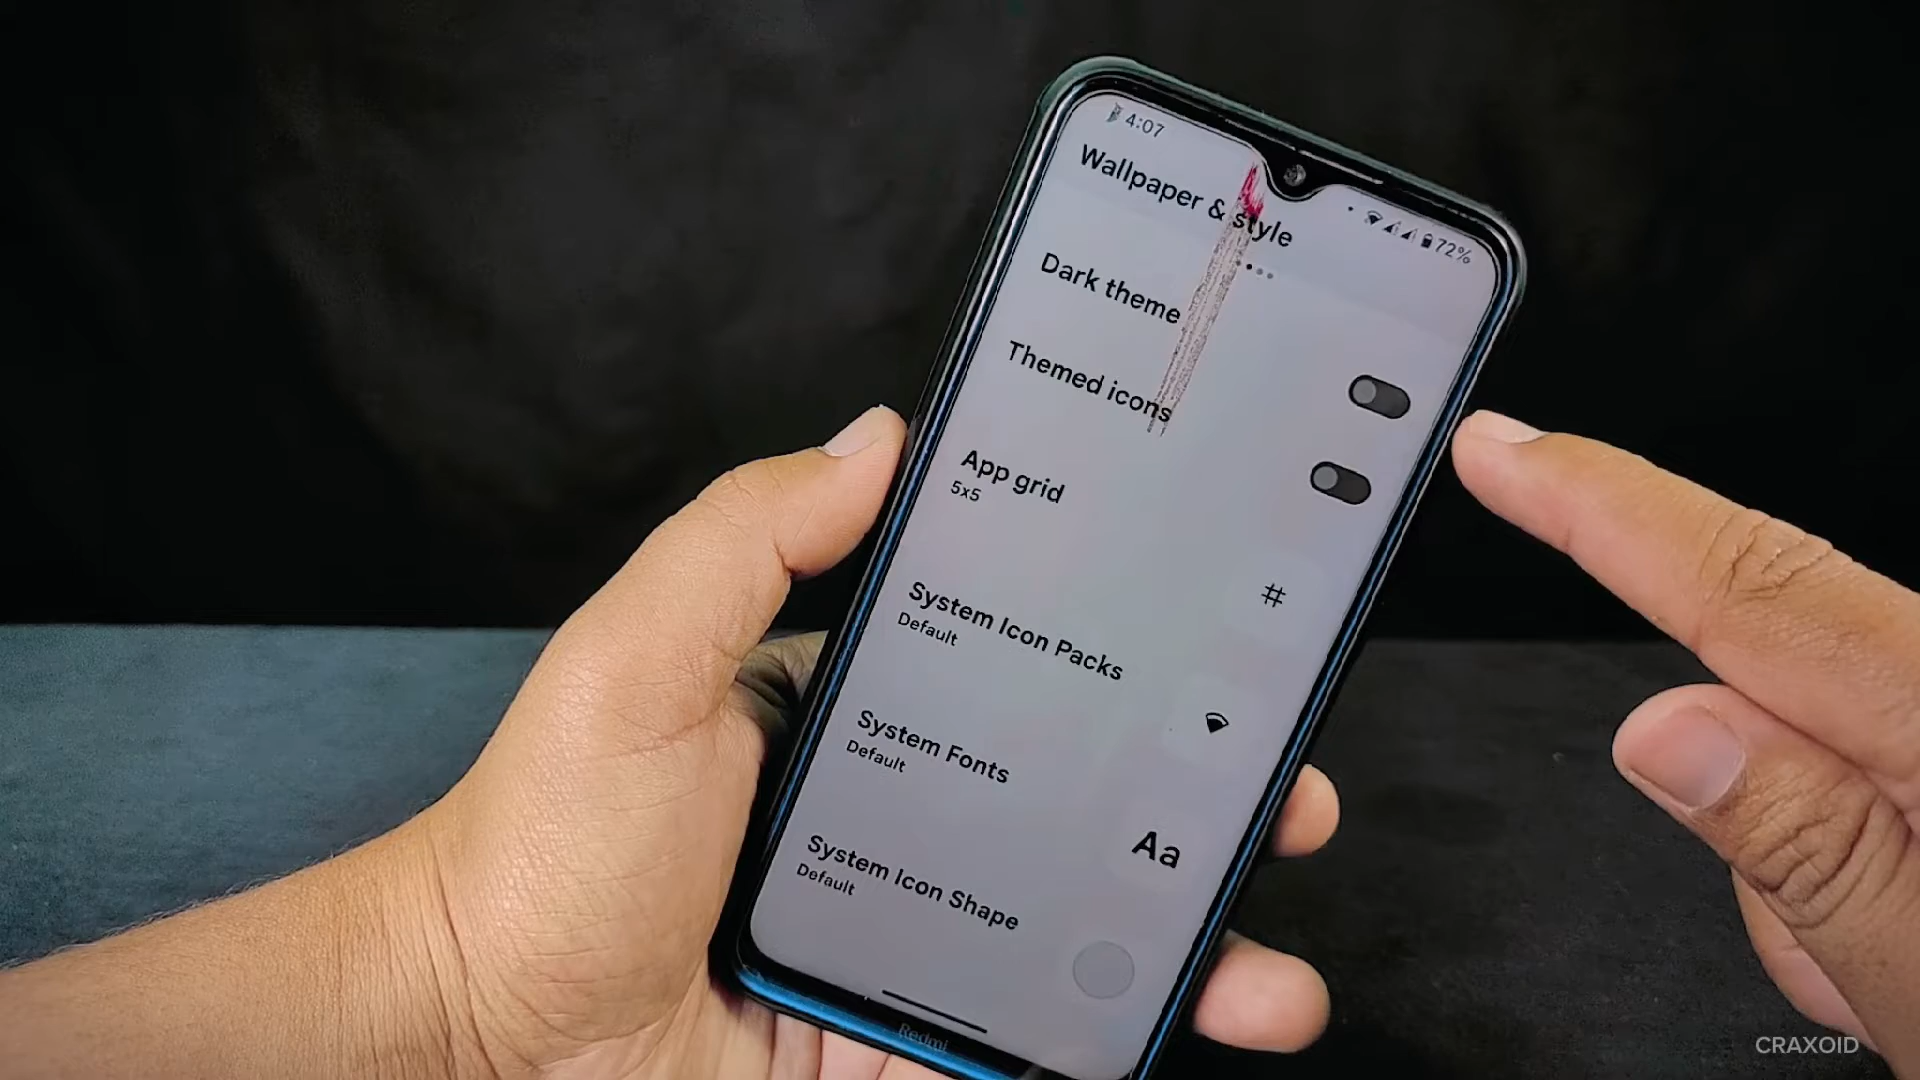 4:07
72%
Wallpaper & style
Dark theme
Themed icons
App grid
5x5
#
System Icon Packs
Default
System Fonts
Default
Aa
System Icon Shape
Default
Redmi
CRAXOID